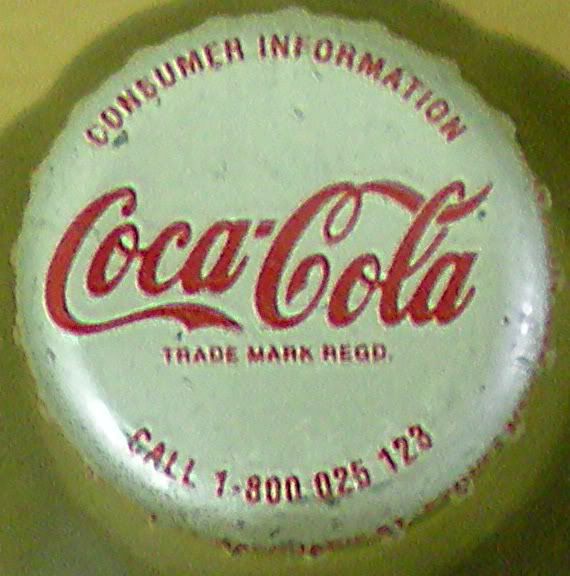 CONSUMER INFORMATION
Coca-Cola
TRADE MARK REGD.
CALL 1-800 025 123